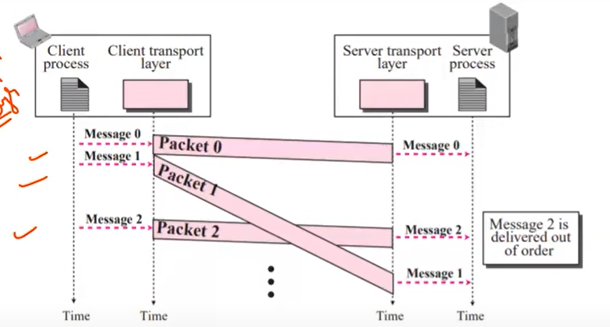 Client
process
Client transport
layer
Server transport
layer
Server
process
Message 0
Packet 0
Message 0
Message 1
Packet 1
Message 2
Packet 2
Message 2
Message 1
Message 2 is
delivered out
of order
Time
Time
Time
Time